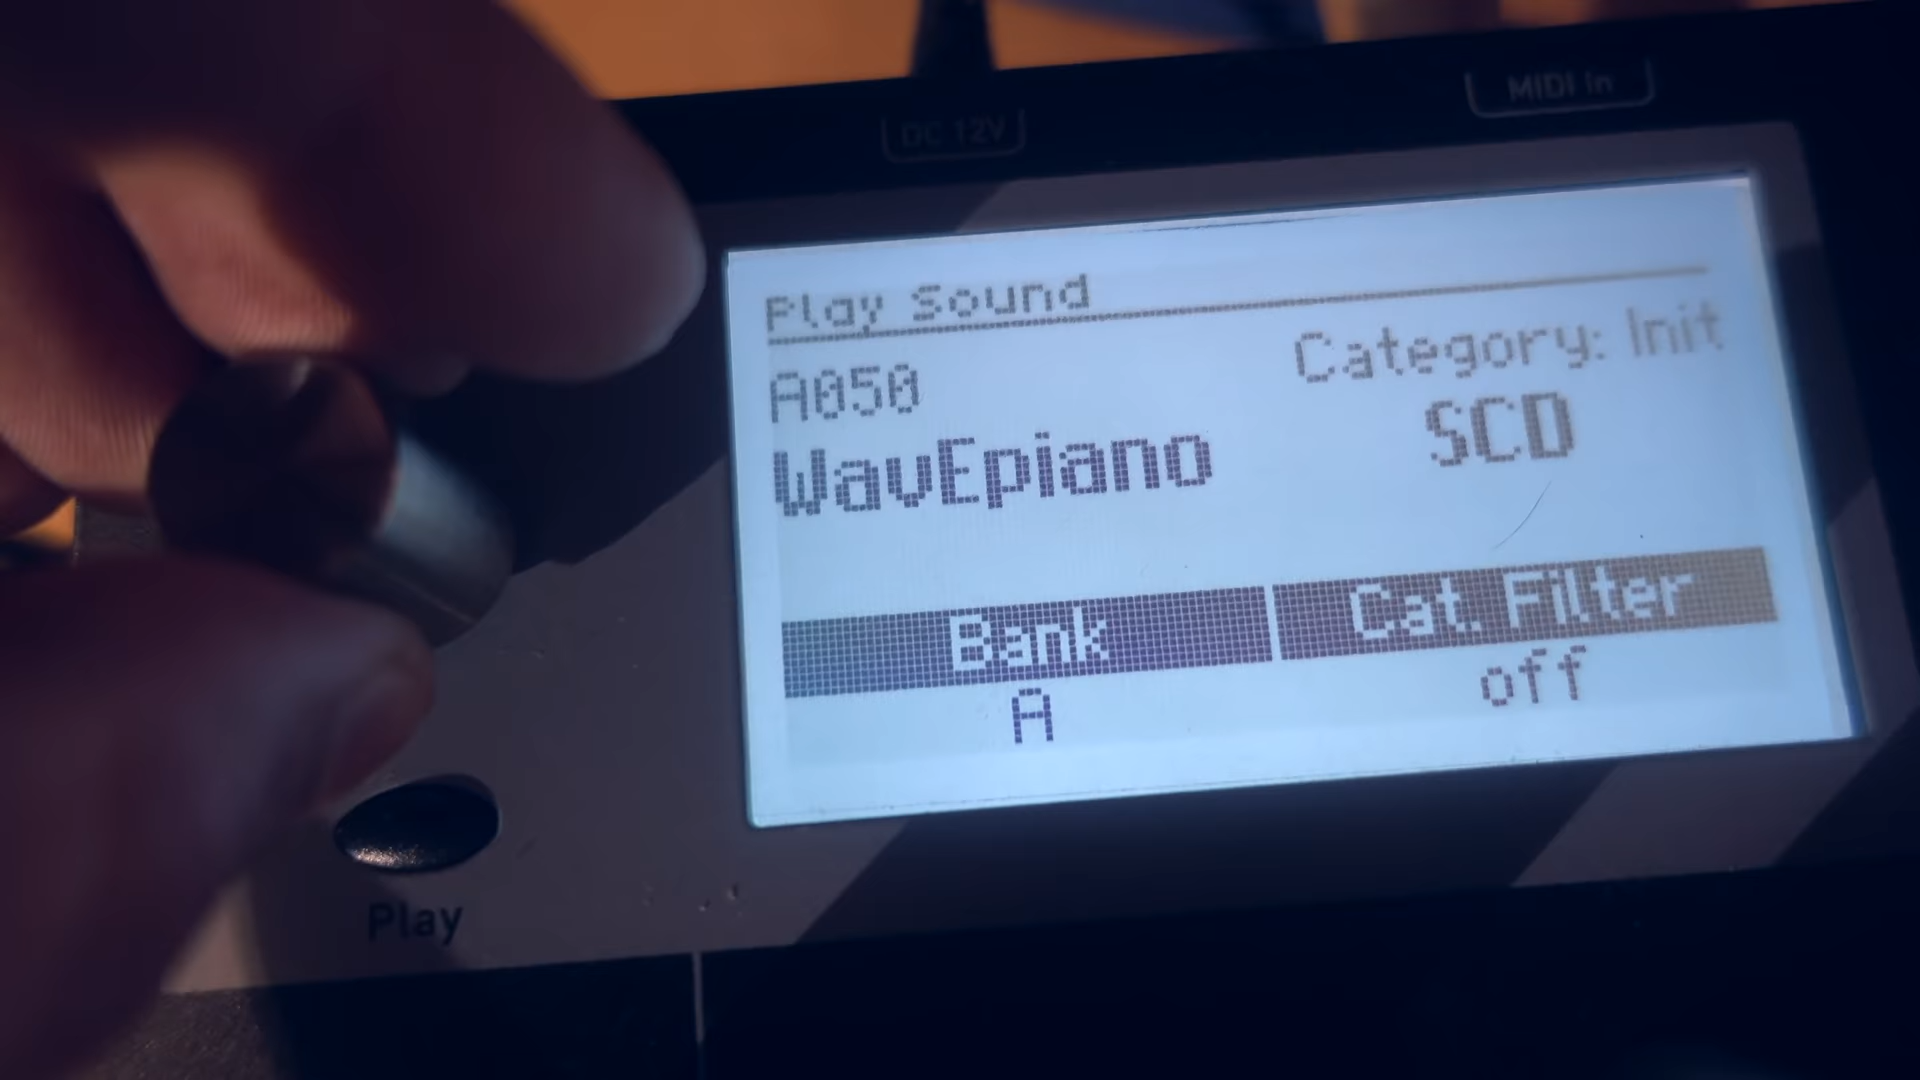 DC 12V
MIDI in
Play Sound
A050
Category: Init
WavEpiano
SCD
Bank
Cat. Filter
A
off
Play